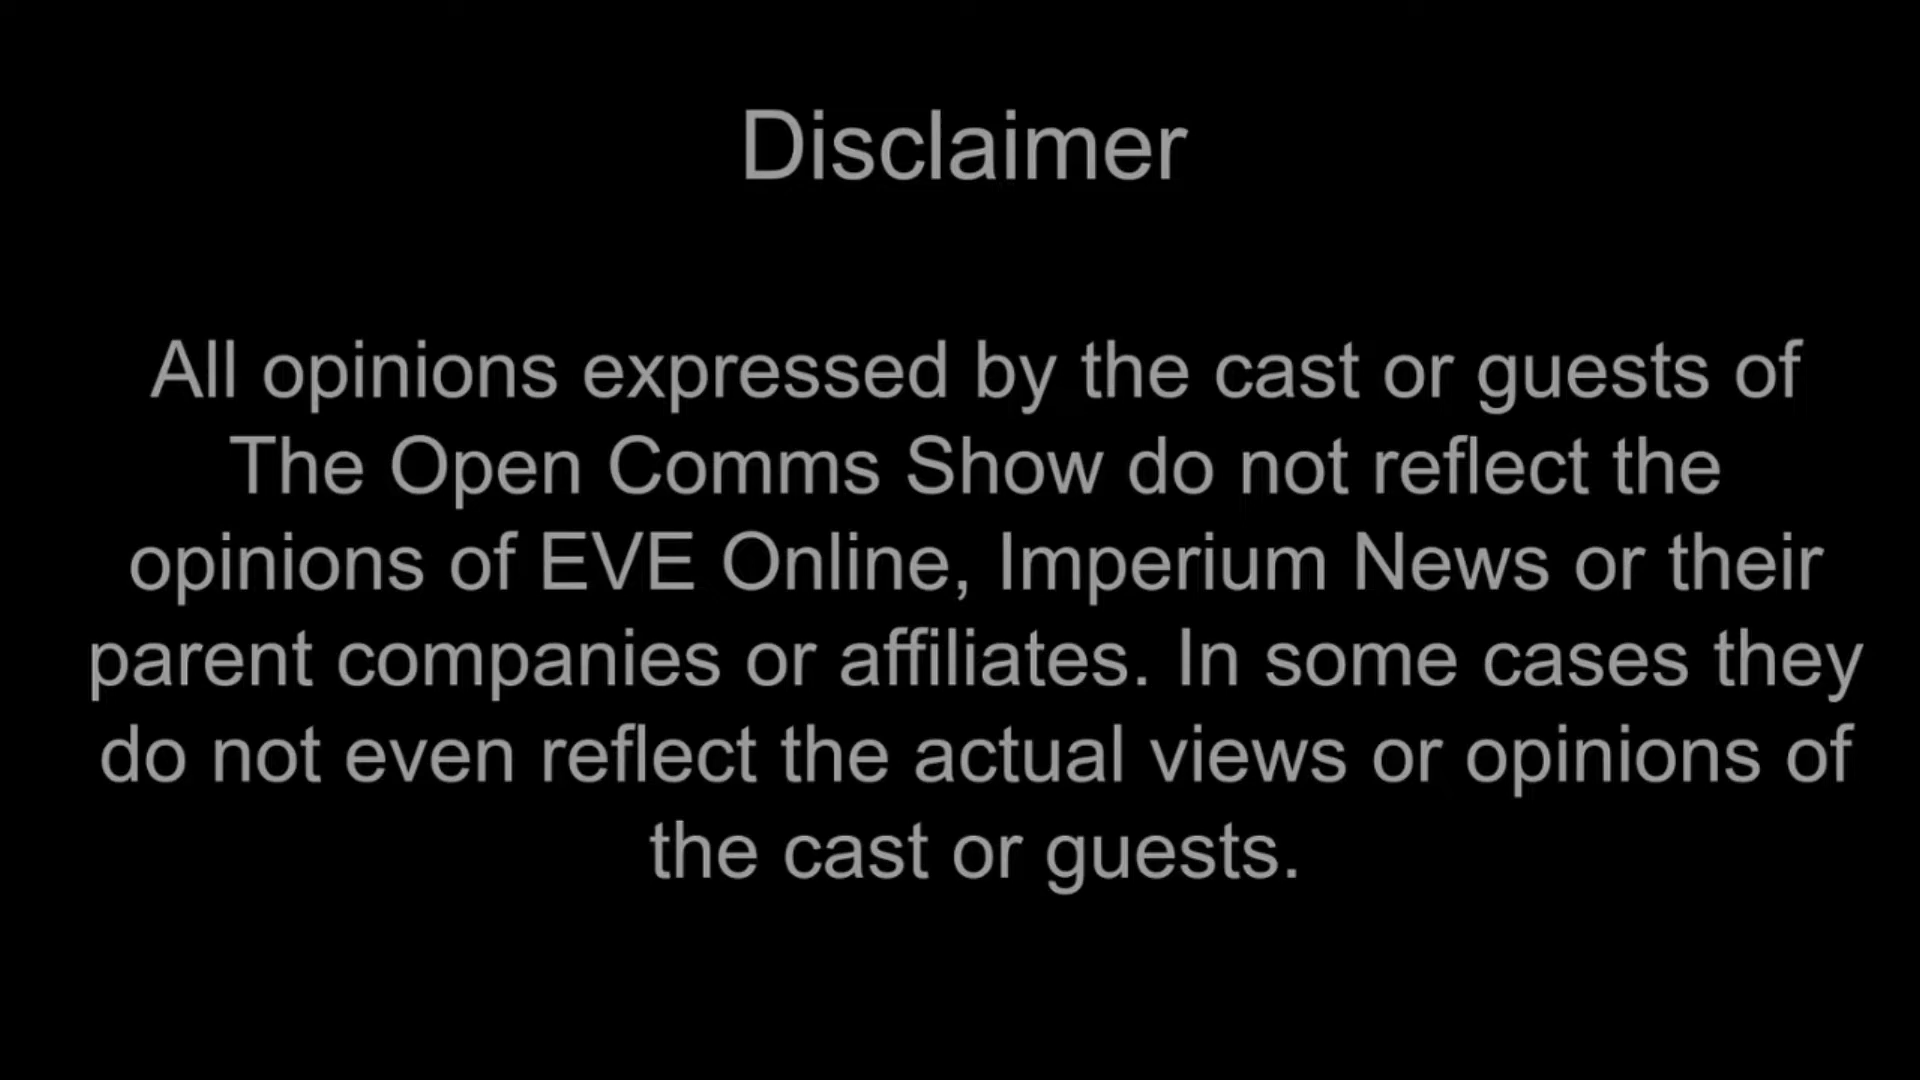 Disclaimer
All opinions expressed by the cast or guests of
The Open Comms Show do not reflect the
opinions of EVE Online, Imperium News or their
parent companies or affiliates. In some cases they
do not even reflect the actual views or opinions of
the cast or guests.